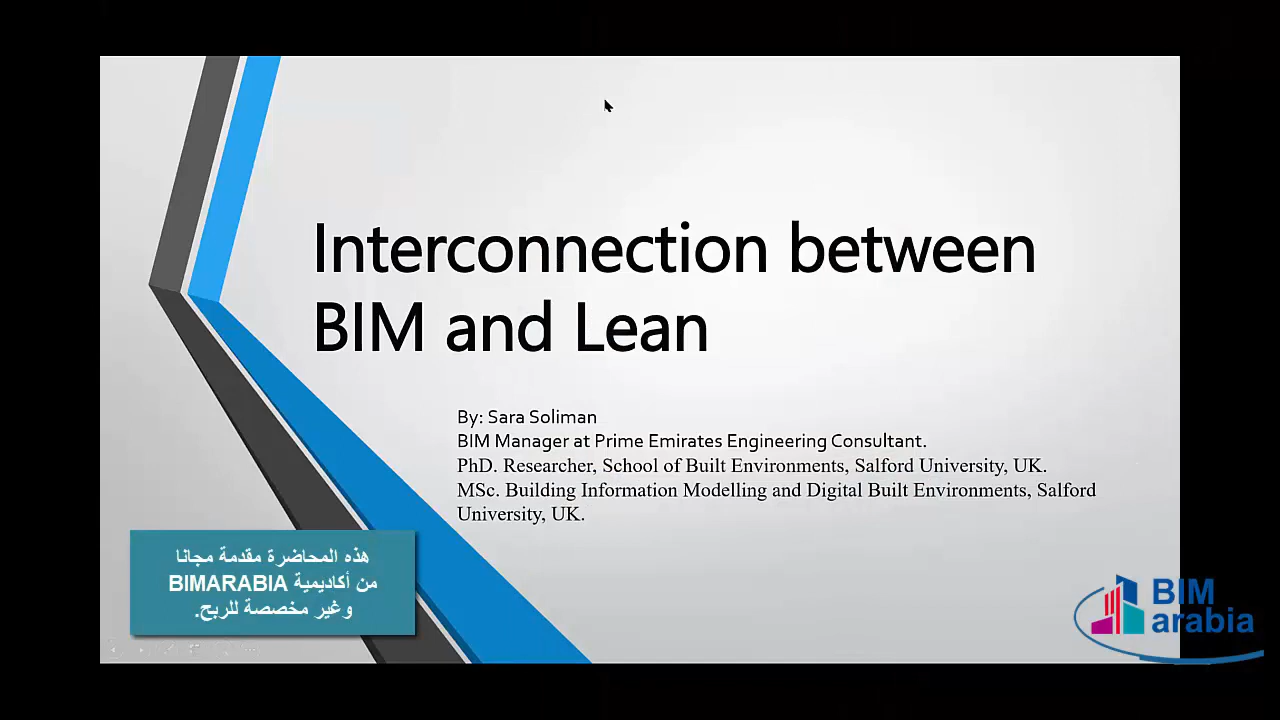 Interconnection between
BIM and Lean
By: Sara Soliman
BIM Manager at Prime Emirates Engineering Consultant.
PhD. Researcher, School of Built Environments, Salford University, UK.
MSc. Building Information Modelling and Digital Built Environments, Salford
University, UK.
هذه المحاضرة مقدمة مجانا
من أكاديمية BIMARABIA
وغير مخصصة للربح.
BIM
arabia